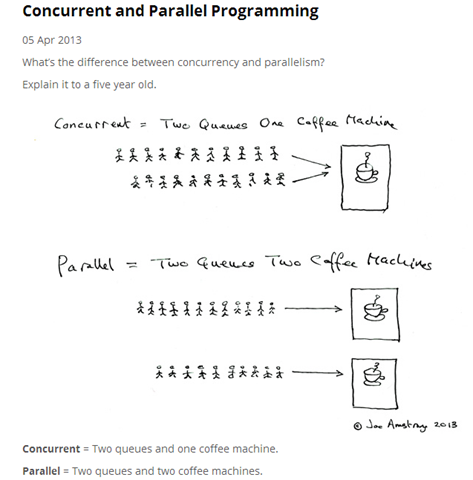 Concurrent and Parallel Programming
05 Apr 2013
What's the difference between concurrency and parallelism?
Explain it to a five year old.
Concurrent = Two Queues One Coffee Machine
Parallel = Two Queues Two Coffee Machines
© Joe Armstrong 2013
Concurrent = Two queues and one coffee machine.
Parallel = Two queues and two coffee machines.